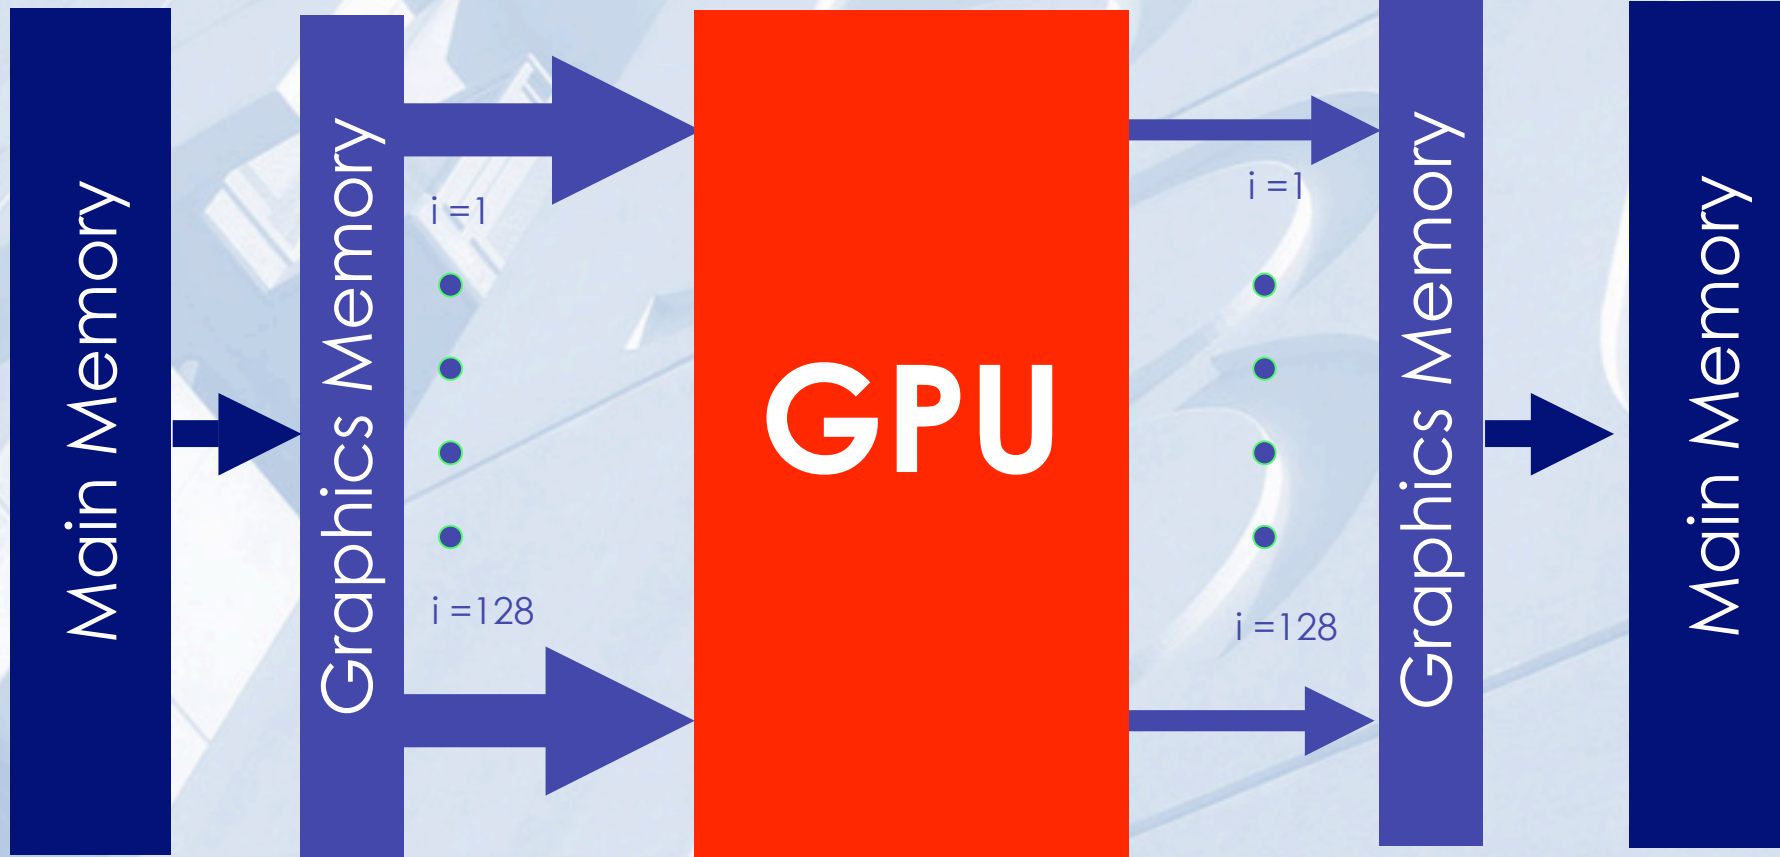 Main Memory
Graphics Memory
i =1
i =128
GPU
i =1
i =128
Graphics Memory
Main Memory